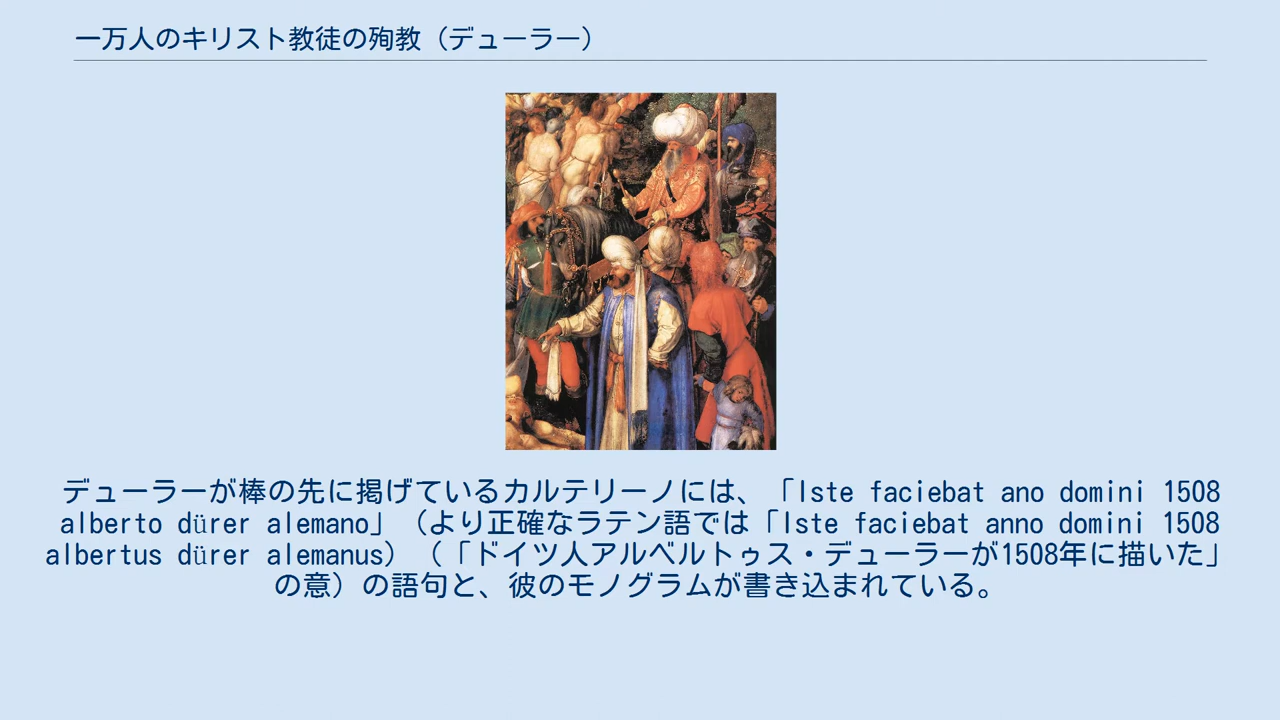 一万人のキリスト教徒の殉教（デューラー）
デューラーが棒の先に掲げているカルテリーノには、「Iste faciebat ano domini 1508
alberto dürer alemano」（より正確なラテン語では「Iste faciebat anno domini 1508
albertus dürer alemanus）（「ドイツ人アルベルトゥス・デューラーが1508年に描いた」
の意）の語句と、彼のモノグラムが書き込まれている。